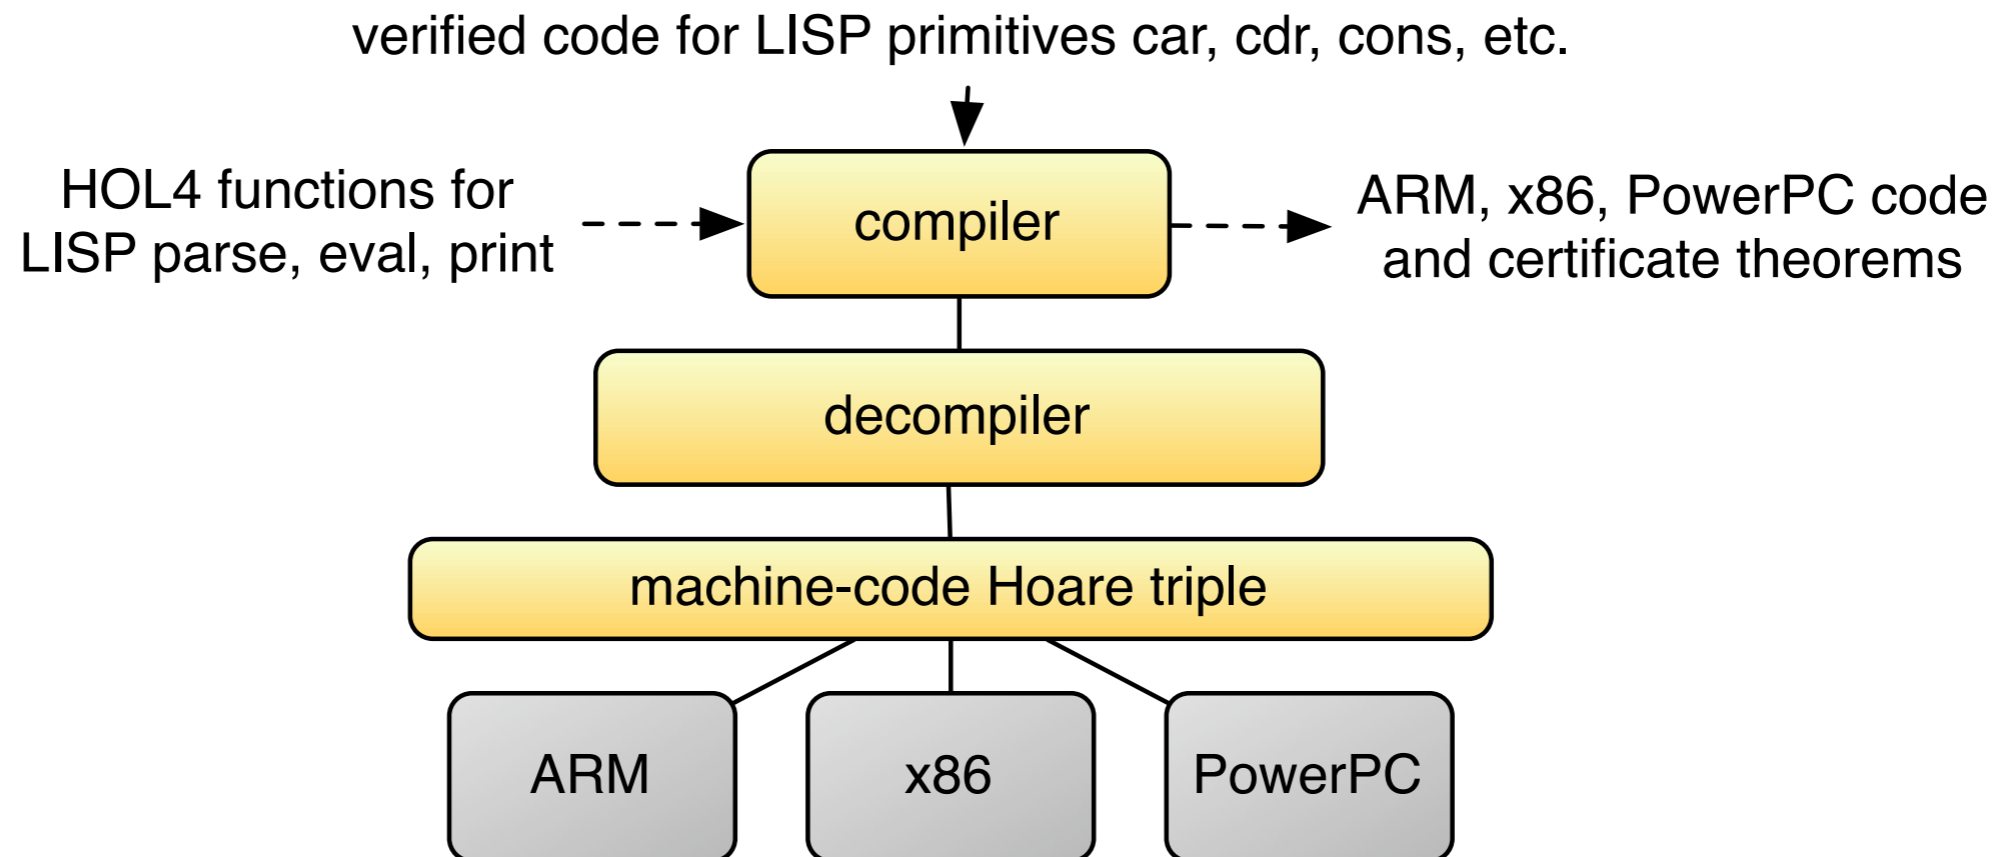 verified code for LISP primitives car, cdr, cons, etc.
HOL4 functions for
LISP parse, eval, print
compiler
ARM, x86, PowerPC code
and certificate theorems
decompiler
machine-code Hoare triple
ARM
x86
PowerPC